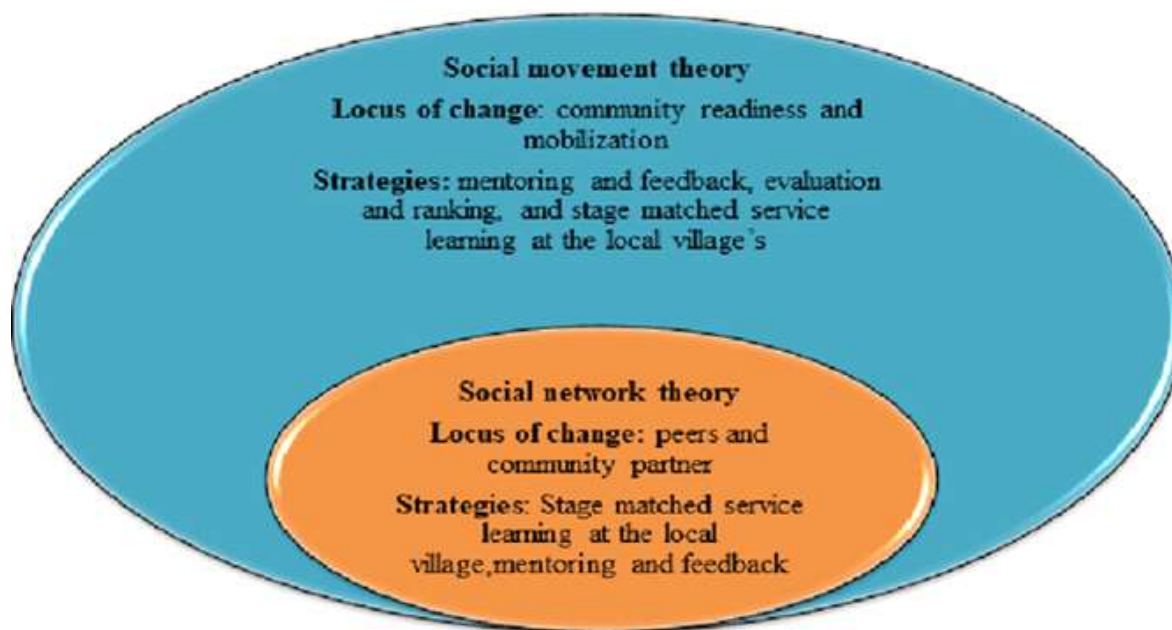 Social movement theory
Locus of change: community readiness and
mobilization
Strategies: mentoring and feedback, evaluation
and ranking, and stage matched service
learning at the local village's
Social network theory
Locus of change: peers and
community partner
Strategies: Stage matched service
learning at the local
village,mentoring and feedback